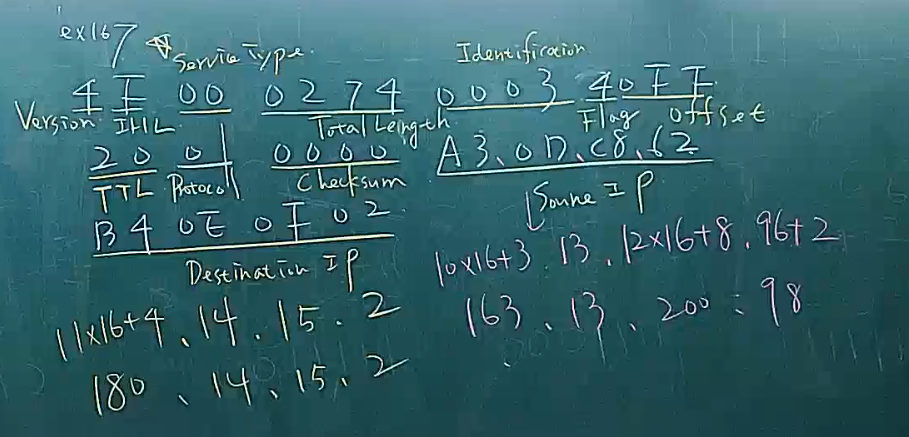 ex167
Service Type. Identification
4 F 00 0274 0003 40FF
Version. IHL. Total Length. Flag offset
20 01 0000 A3.0D.C8.62
TTL Protocol Checksum
Source IP
B4 0E 0F 02
Destination IP
10x16+3.13.12x16+8.96+2
163.13.200.98
11x16+4.14.15.2
180.14.15.2